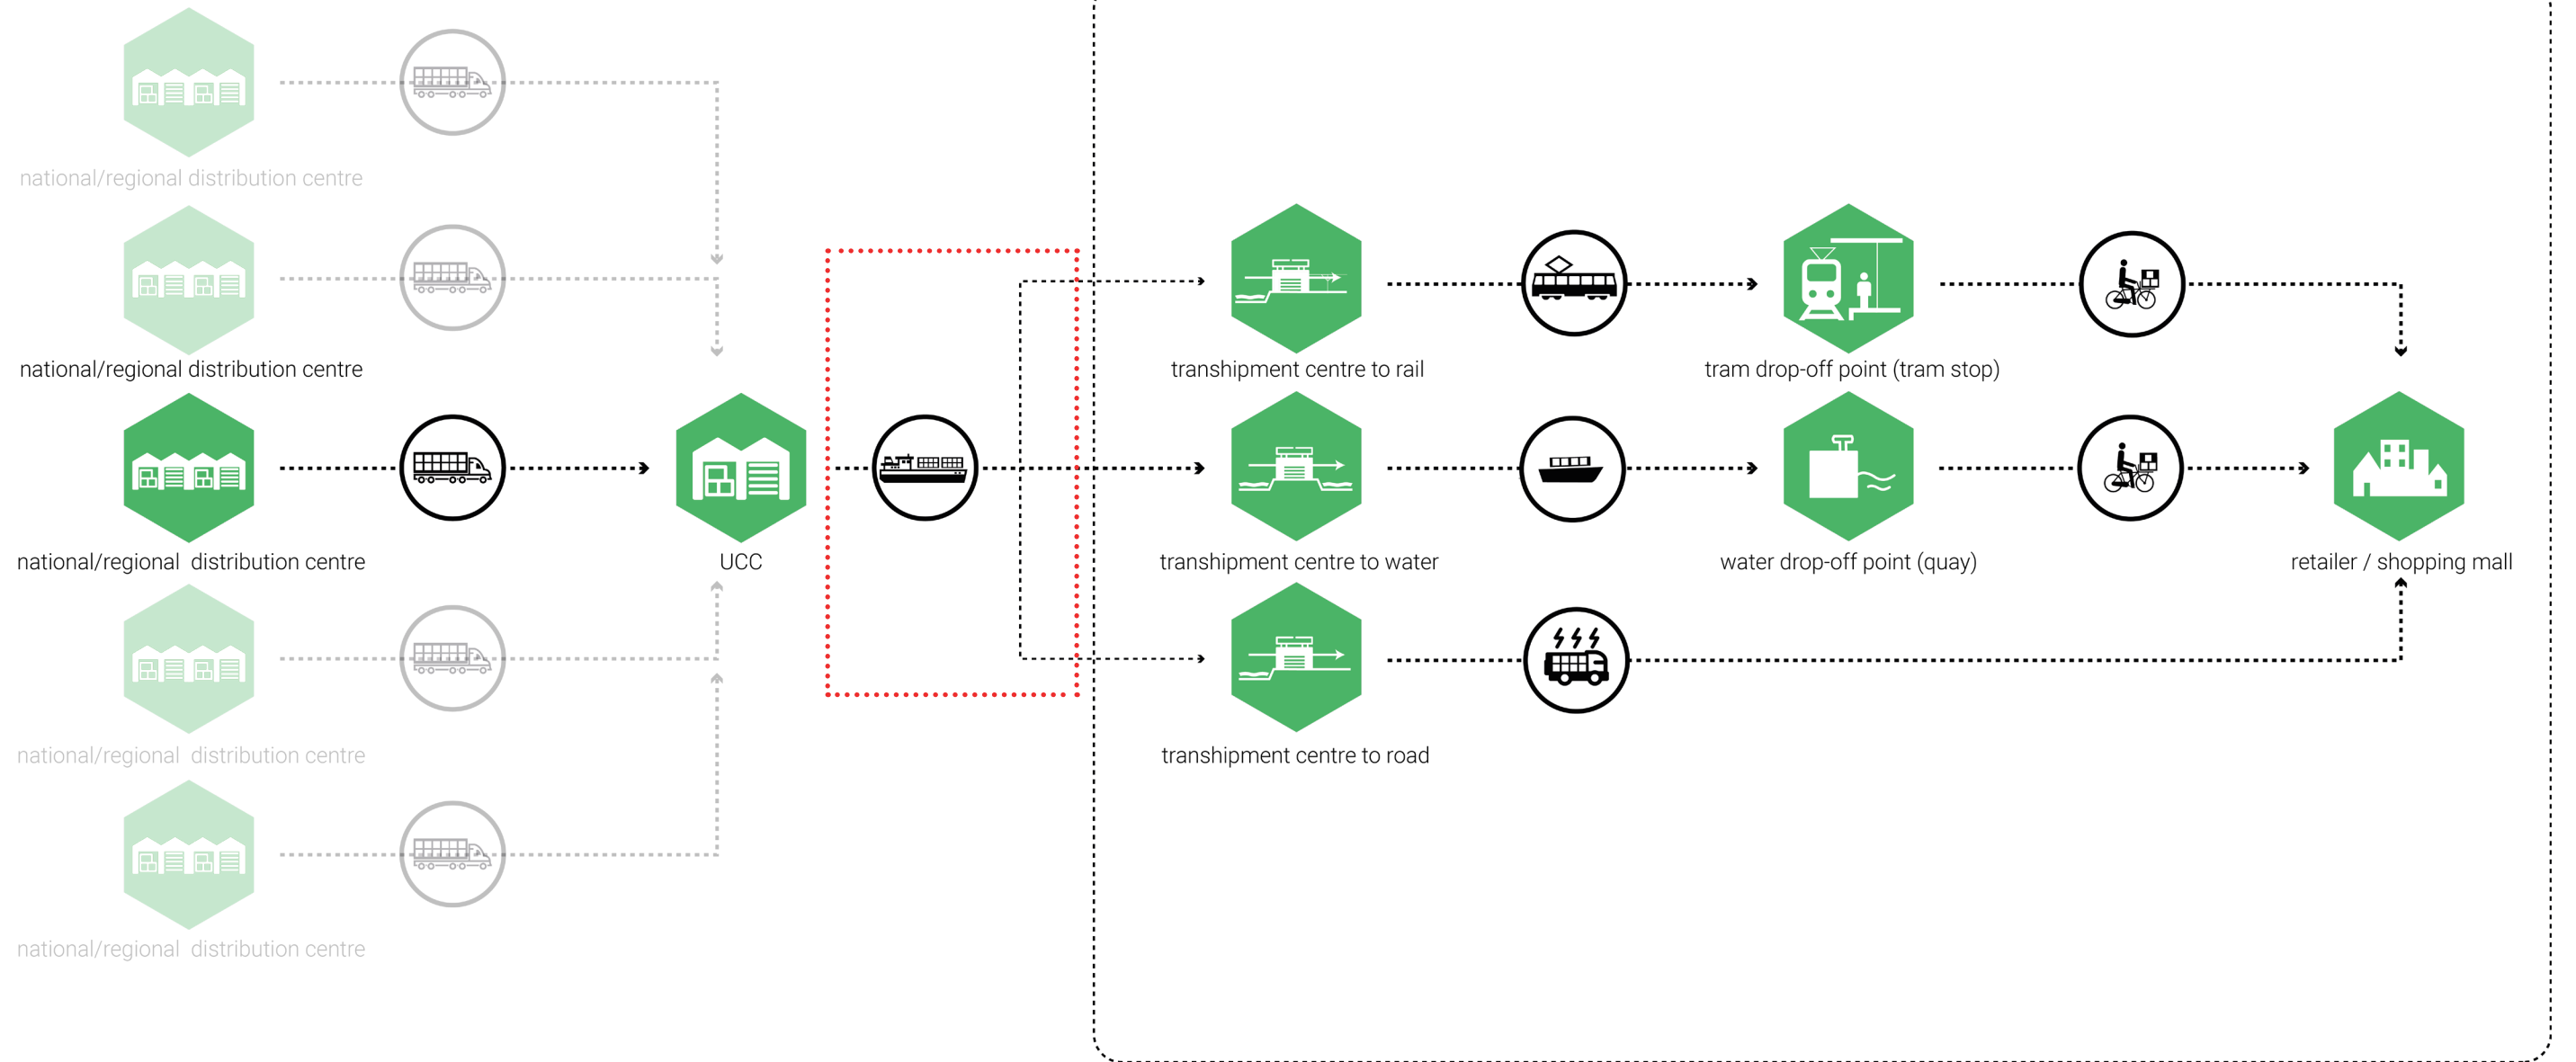 national/regional distribution centre
national/regional distribution centre
transhipment centre to rail
tram drop-off point (tram stop)
national/regional distribution centre
UCC
transhipment centre to water
water drop-off point (quay)
retailer / shopping mall
national/regional distribution centre
transhipment centre to road
national/regional distribution centre